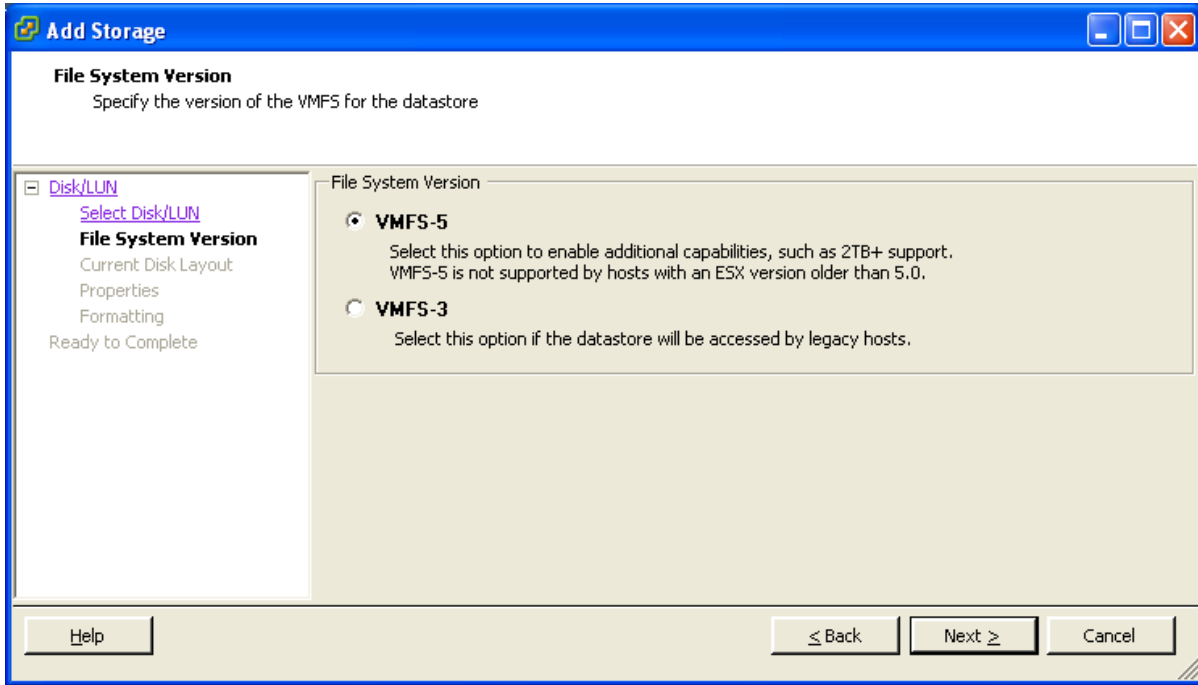 Add Storage
File System Version
Specify the version of the VMFS for the datastore
Disk/LUN
Select Disk/LUN
File System Version
Current Disk Layout
Properties
Formatting
Ready to Complete
File System Version
VMFS-5
Select this option to enable additional capabilities, such as 2TB+ support.
VMFS-5 is not supported by hosts with an ESX version older than 5.0.
VMFS-3
Select this option if the datastore will be accessed by legacy hosts.
Help
< Back
Next >
Cancel